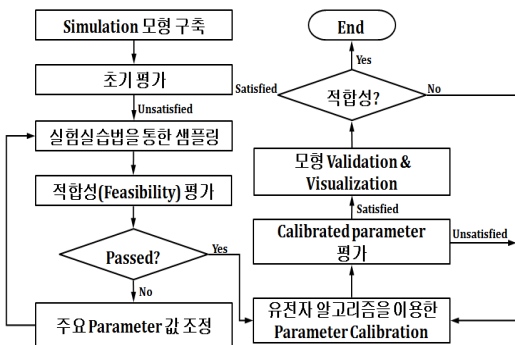 Simulation 모형 구축
초기 평가
Unsatisfied
실험실습법을 통한 샘플링
적합성(Feasibility) 평가
Passed?
Yes
No
주요 Parameter 값 조정
End
Yes
Satisfied
No
적합성?
모형 Validation &
Visualization
Satisfied
Calibrated parameter
평가
Unsatisfied
유전자 알고리즘을 이용한
Parameter Calibration